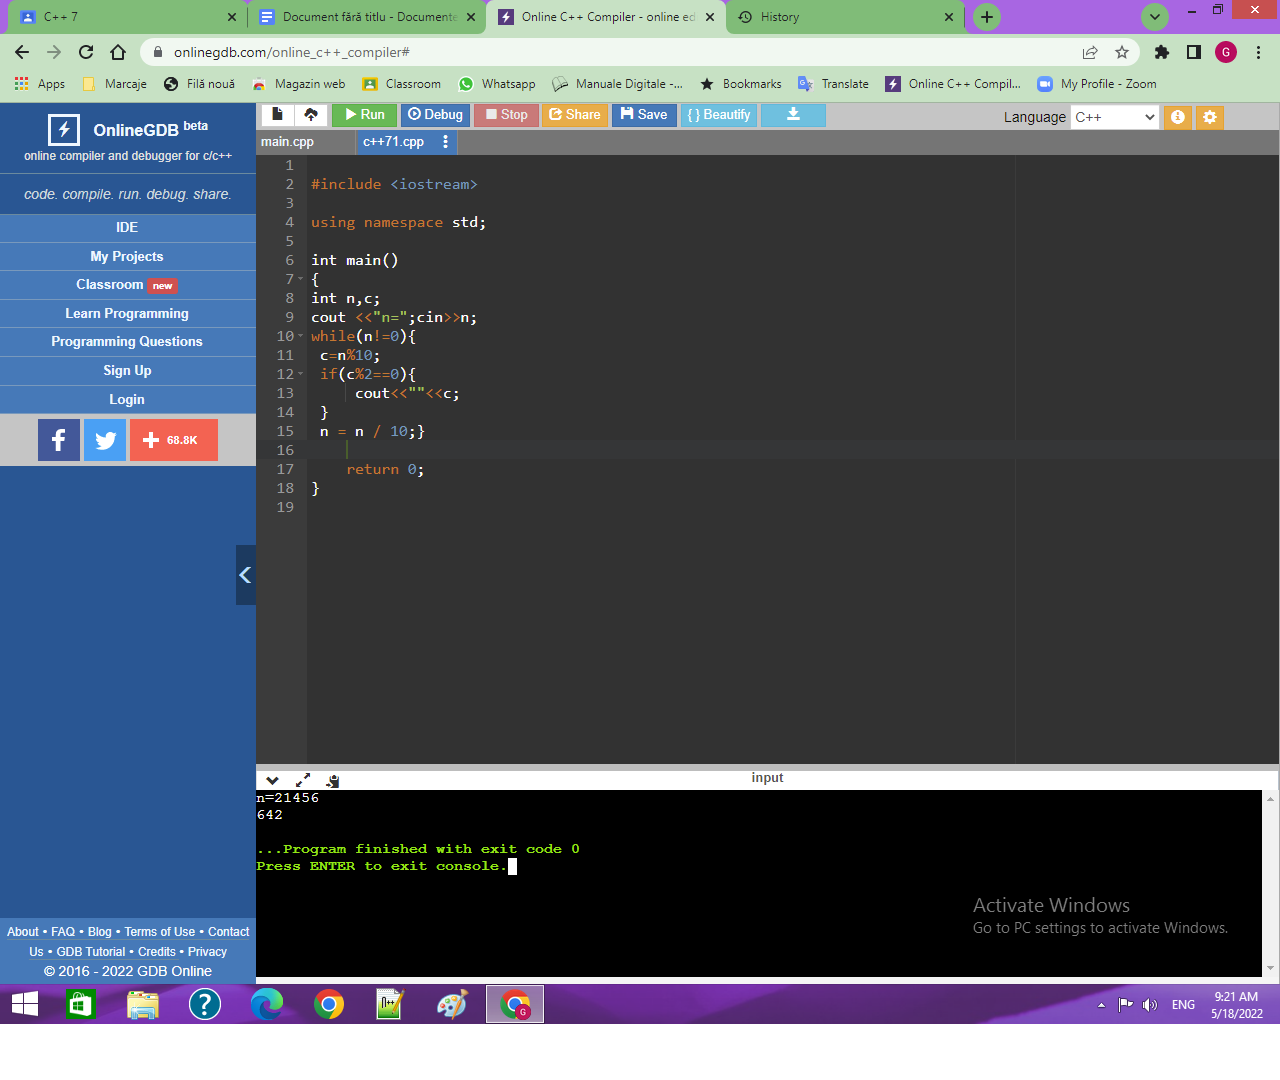 C++ 7
Document fără titlu - Documente
Online C++ Compiler - online ed
History
onlinegdb.com/online_c++_compiler#
G
Apps
Marcaje
Filă nouă
Magazin web
Classroom
Whatsapp
Manuale Digitale -...
Bookmarks
Translate
Online C++ Compil...
My Profile - Zoom
OnlineGDB beta
online compiler and debugger for c/c++
code. compile. run. debug. share.
IDE
My Projects
Classroom new
Learn Programming
Programming Questions
Sign Up
Login
f
+ 68.8K
About • FAQ • Blog • Terms of Use • Contact
Us • GDB Tutorial • Credits • Privacy
© 2016 - 2022 GDB Online
Run
Debug
Stop
Share
Save
{ } Beautify
Language C++
main.cpp
c++71.cpp
1
2 #include <iostream>
3
4 using namespace std;
5
6 int main()
7 {
8 int n,c;
9 cout <<"n=";cin>>n;
10 while(n!=0){
11 c=n%10;
12 if(c%2==0){
13 cout<<""<<c;
14 }
15 n = n / 10;}
16
17 return 0;
18 }
19
input
n=21456
642
...Program finished with exit code 0
Press ENTER to exit console.
Activate Windows
Go to PC settings to activate Windows.
G
ENG
9:21 AM
5/18/2022